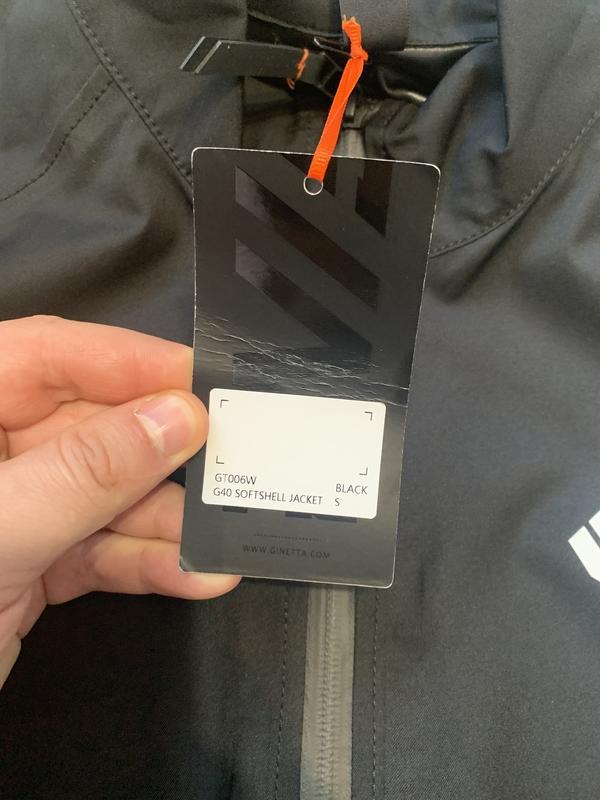 GT006W BLACK
G40 SOFTSHELL JACKET S
WWW.GINETTA.COM